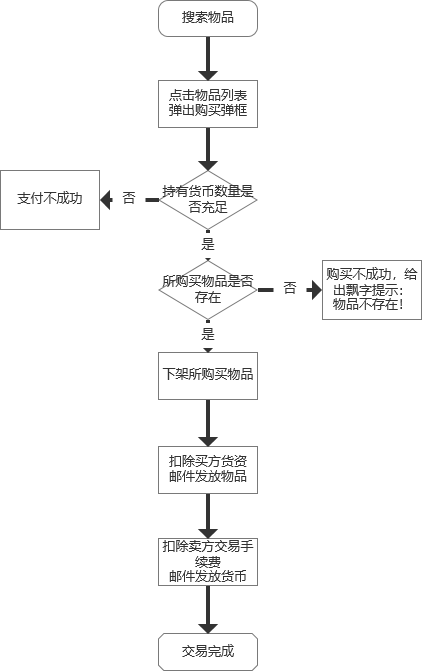 搜索物品
点击物品列表
弹出购买弹框
持有货币数量是
否充足
否
支付不成功
是
所购买物品是否
存在
否
购买不成功，给
出飘字提示：
物品不存在！
是
下架所购买物品
扣除买方货资
邮件发放物品
扣除卖方交易手
续费
邮件发放货币
交易完成